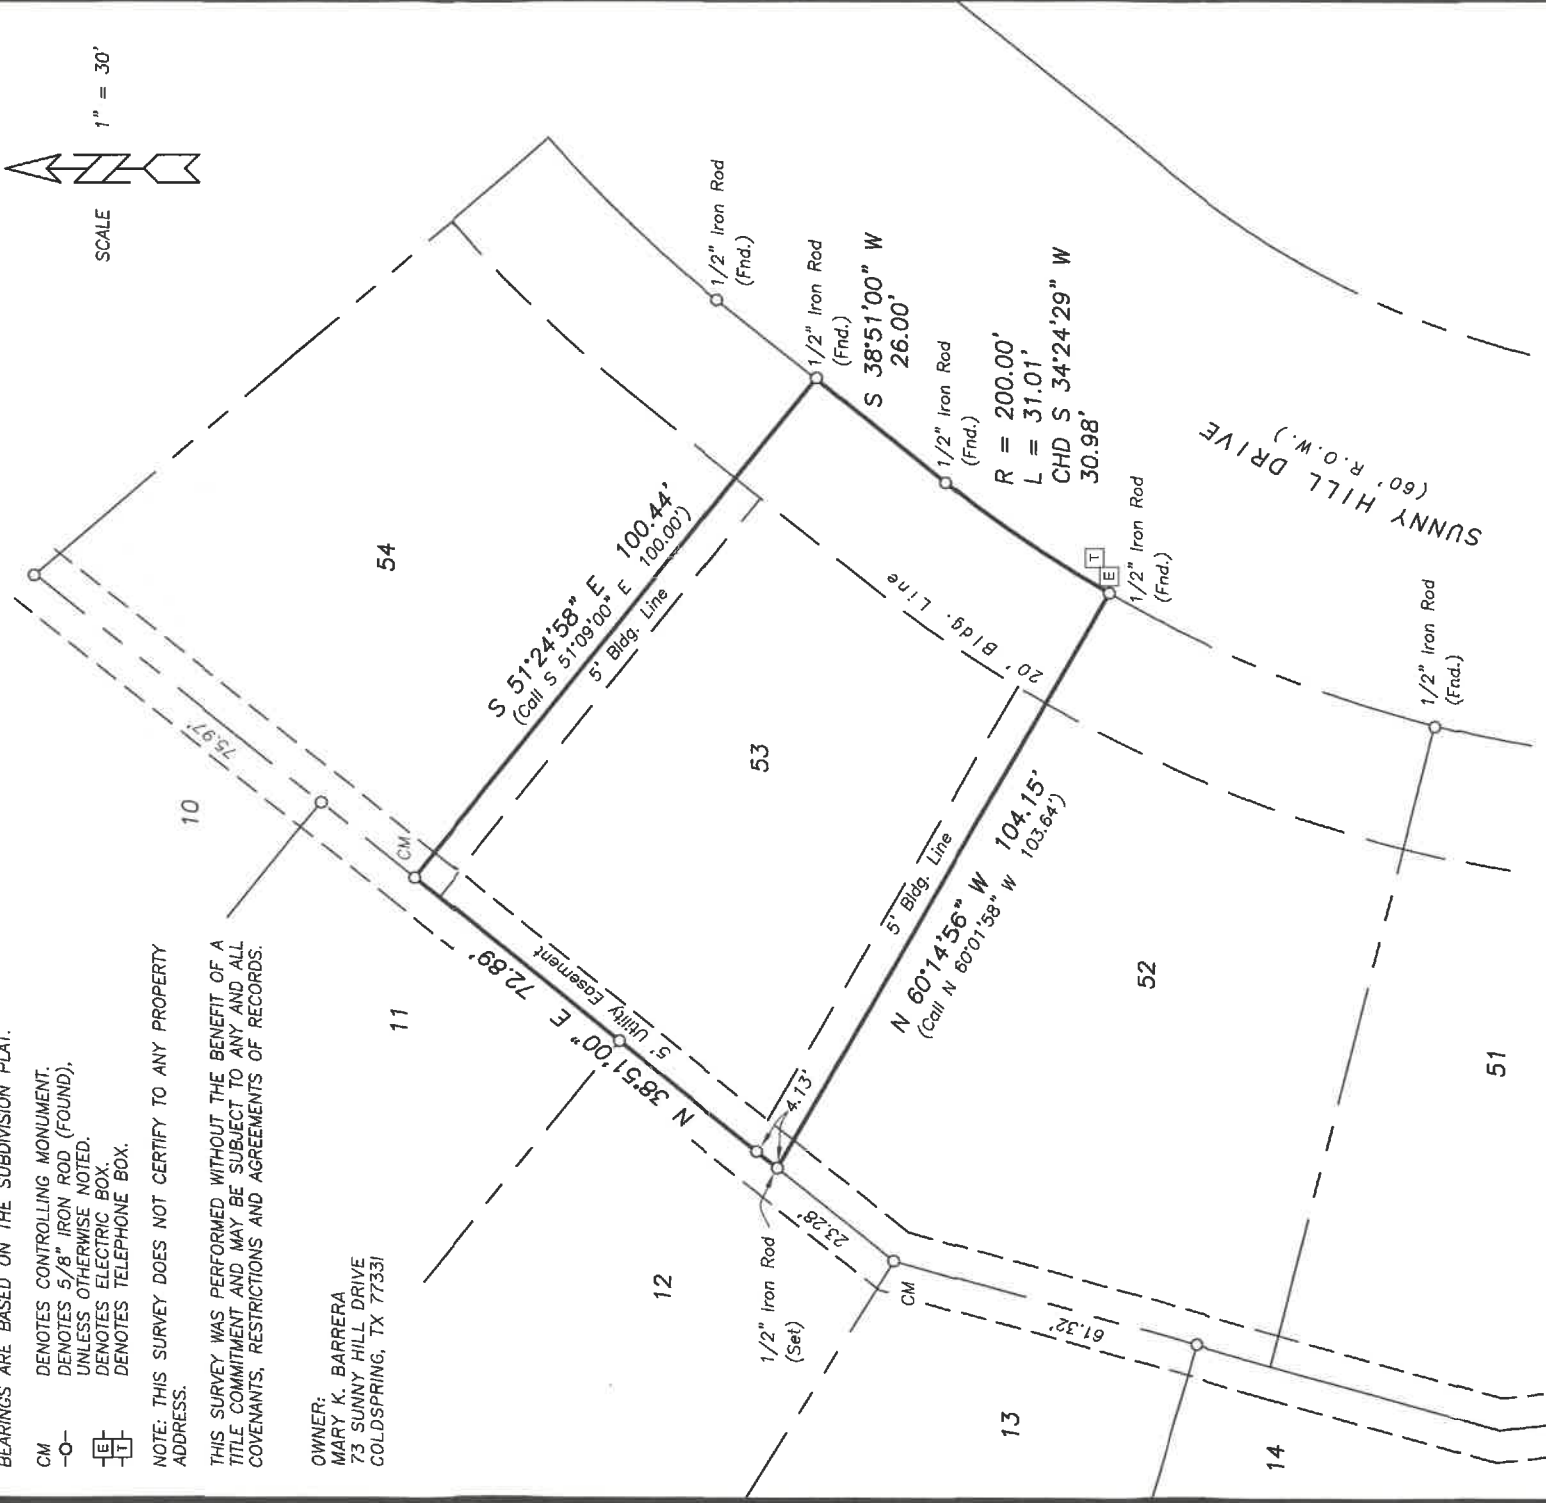 BEARINGS ARE BASED ON THE SUBDIVISION PLAT.
CM DENOTES CONTROLLING MONUMENT.
DENOTES 5/8" IRON ROD (FOUND),
UNLESS OTHERWISE NOTED.
E DENOTES ELECTRIC BOX.
T DENOTES TELEPHONE BOX.
NOTE: THIS SURVEY DOES NOT CERTIFY TO ANY PROPERTY
ADDRESS.
THIS SURVEY WAS PERFORMED WITHOUT THE BENEFIT OF A
TITLE COMMITMENT AND MAY BE SUBJECT TO ANY AND ALL
COVENANTS, RESTRICTIONS AND AGREEMENTS OF RECORDS.
OWNER:
MARY K. BARRERA
73 SUNNY HILL DRIVE
COLDSPRING, TX 77331
SCALE 1" = 30'
N
10
75.97'
54
CM
11
S 51°24'58" E 100.44'
(Call S 51°09'00" E 100.00')
5' Bldg. Line
1/2" Iron Rod
(Fnd.)
1/2" Iron Rod
(Fnd.)
S 38°51'00" W
26.00'
N 38°51'00" E 72.89'
5' Utility Easement
53
1/2" Iron Rod
(Fnd.)
R = 200.00'
L = 31.01'
CHD S 34°24'29" W
30.98'
20' Bldg. Line
T
E
1/2" Iron Rod
(Fnd.)
SUNNY HILL DRIVE
(60' R.O.W.)
12
4.13'
1/2" Iron Rod
(Set)
23.28'
5' Bldg. Line
N 60°14'56" W 104.15'
(Call N 60°01'58" W 103.64')
CM
52
1/2" Iron Rod
(Fnd.)
61.32'
13
14
51